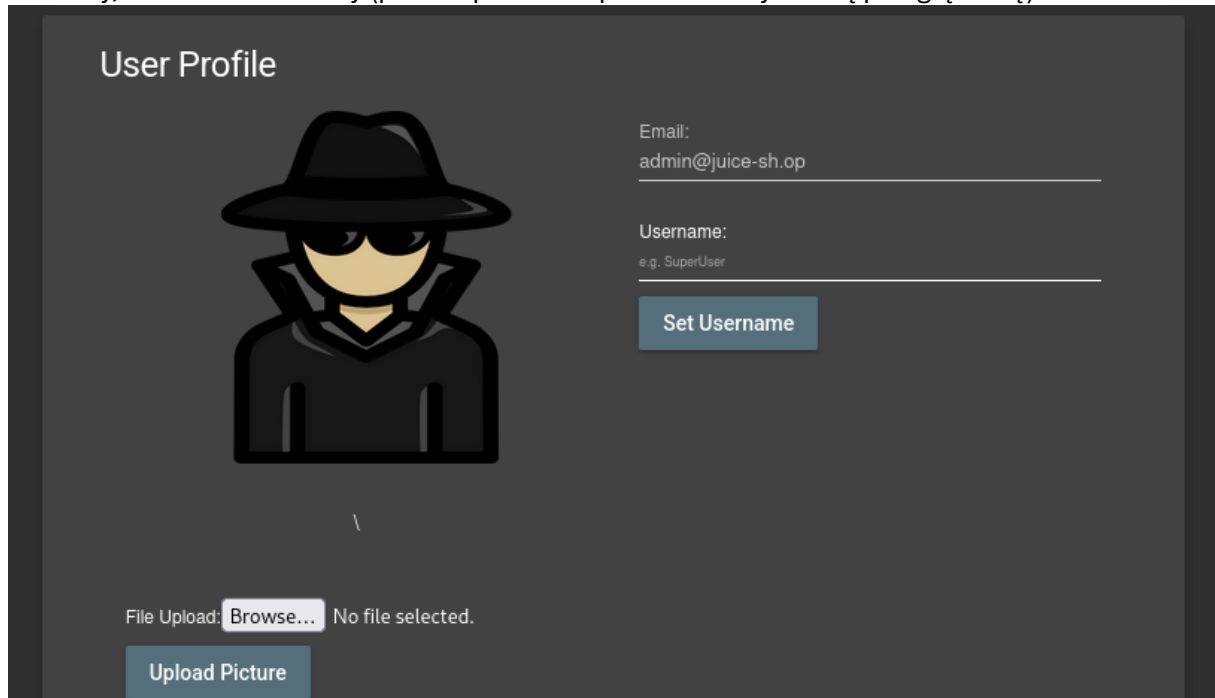 User Profile
Email:
admin@juice-sh.op
Username:
e.g. SuperUser
Set Username
\
File Upload: Browse... No file selected.
Upload Picture